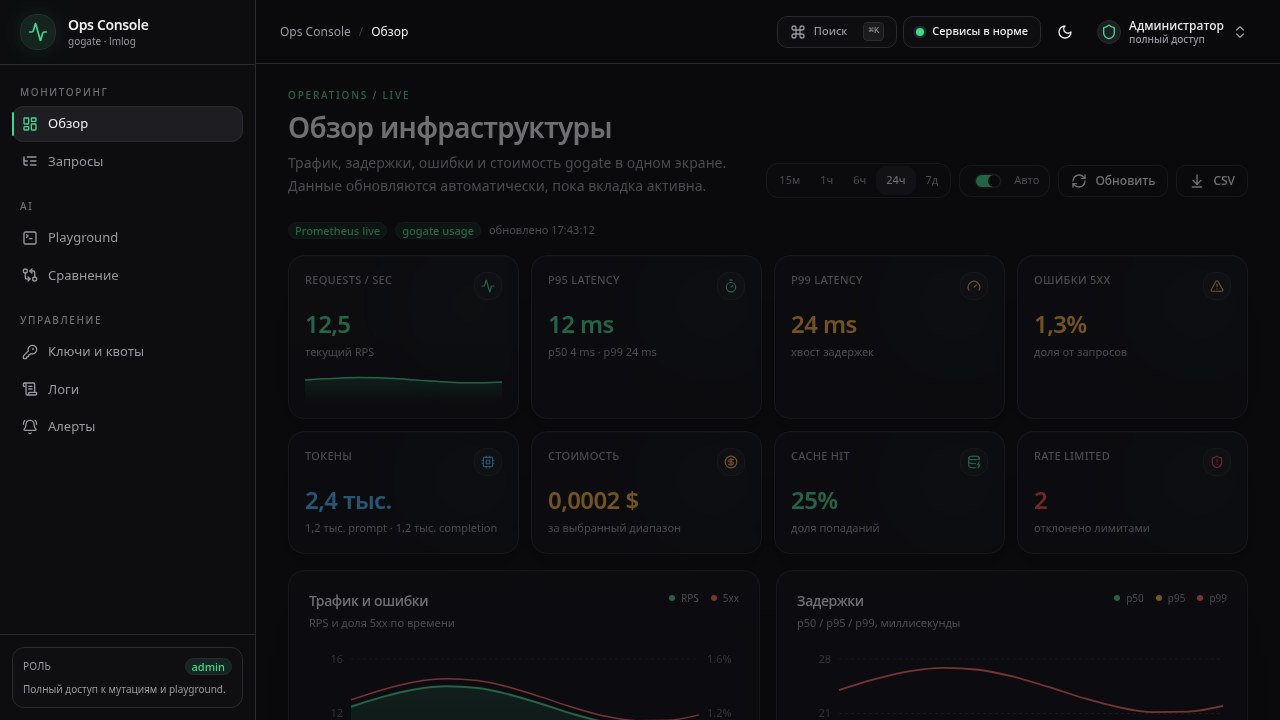 Ops Console
gogate · lmlog
МОНИТОРИНГ
Обзор
Запросы
AI
Playground
Сравнение
УПРАВЛЕНИЕ
Ключи и квоты
Логи
Алерты
РОЛЬ
admin
Полный доступ к мутациям и playground.
Ops Console / Обзор
Поиск ⌘K
Сервисы в норме
Администратор
полный доступ
OPERATIONS / LIVE
Обзор инфраструктуры
Трафик, задержки, ошибки и стоимость gogate в одном экране.
Данные обновляются автоматически, пока вкладка активна.
15м 1ч 6ч 24ч 7д
Авто
Обновить
CSV
Prometheus live gogate usage обновлено 17:43:12
REQUESTS / SEC
12,5
текущий RPS
P95 LATENCY
12 ms
p50 4 ms · p99 24 ms
P99 LATENCY
24 ms
хвост задержек
ОШИБКИ 5XX
1,3%
доля от запросов
ТОКЕНЫ
2,4 тыс.
1,2 тыс. prompt · 1,2 тыс. completion
СТОИМОСТЬ
0,0002 $
за выбранный диапазон
CACHE HIT
25%
доля попаданий
RATE LIMITED
2
отклонено лимитами
Трафик и ошибки
RPS и доля 5xx по времени
RPS 5xx
16 1.6%
12 1.2%
Задержки
p50 / p95 / p99, миллисекунды
p50 p95 p99
28
21